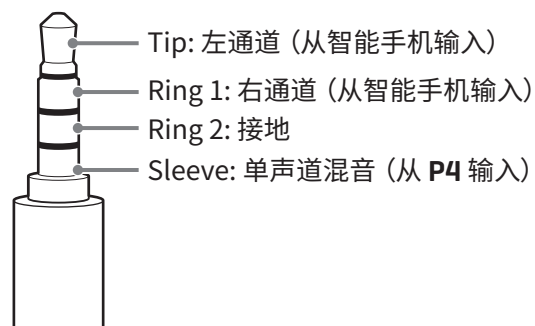 Tip: 左通道（从智能手机输入）
Ring 1: 右通道（从智能手机输入）
Ring 2: 接地
Sleeve: 单声道混音（从 P4 输入）